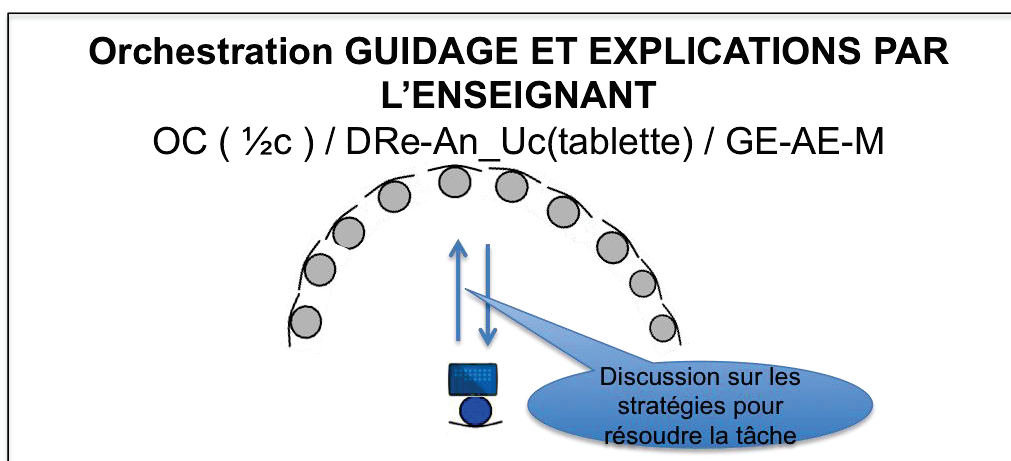 Orchestration GUIDAGE ET EXPLICATIONS PAR
L’ENSEIGNANT
OC ( ½c ) / DRe-An_Uc(tablette) / GE-AE-M
Discussion sur les
stratégies pour
résoudre la tâche